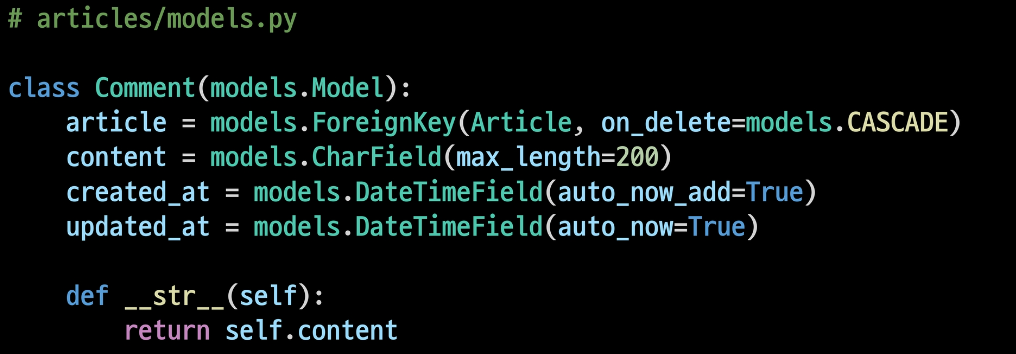 # articles/models.py

class Comment(models.Model):
    article = models.ForeignKey(Article, on_delete=models.CASCADE)
    content = models.CharField(max_length=200)
    created_at = models.DateTimeField(auto_now_add=True)
    updated_at = models.DateTimeField(auto_now=True)

    def __str__(self):
        return self.content